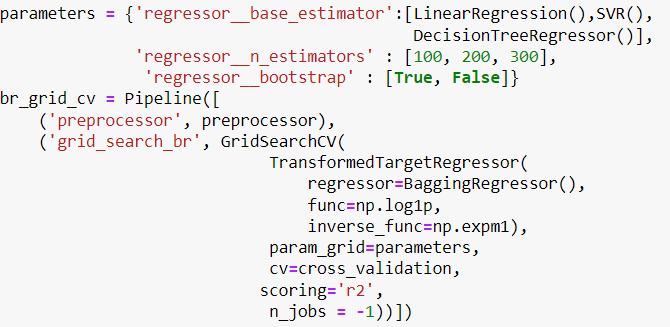 parameters = {'regressor__base_estimator':[LinearRegression(),SVR(),
DecisionTreeRegressor()],
'regressor__n_estimators' : [100, 200, 300],
'regressor__bootstrap' : [True, False]}
br_grid_cv = Pipeline([
('preprocessor', preprocessor),
('grid_search_br', GridSearchCV(
TransformedTargetRegressor(
regressor=BaggingRegressor(),
func=np.log1p,
inverse_func=np.expm1),
param_grid=parameters,
cv=cross_validation,
scoring='r2',
n_jobs = -1))])